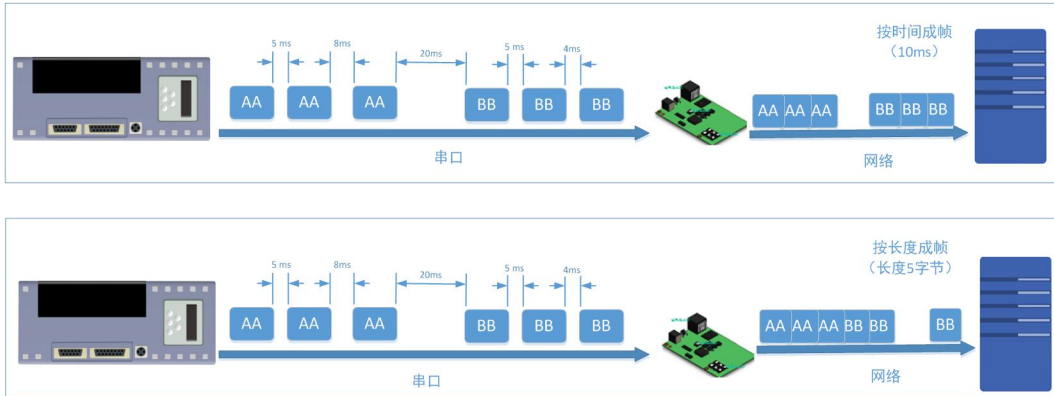 按时间成帧
（10ms）
5 ms
8ms
20ms
5 ms
4ms
AA
AA
AA
BB
BB
BB
AA AA AA
BB BB BB
串口
网络
按长度成帧
（长度5字节）
5 ms
8ms
20ms
5 ms
4ms
AA
AA
AA
BB
BB
BB
AA AA AA BB BB
BB
串口
网络